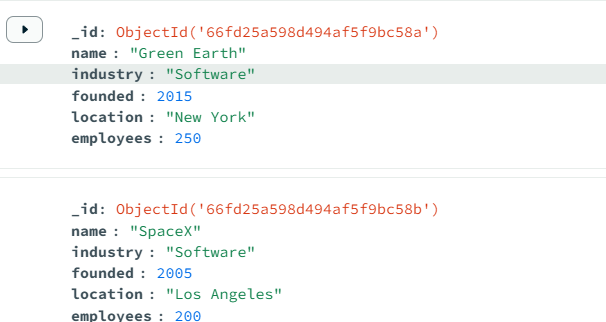 _id: ObjectId('66fd25a598d494af5f9bc58a')
name : "Green Earth"
industry : "Software"
founded : 2015
location : "New York"
employees : 250
_id: ObjectId('66fd25a598d494af5f9bc58b')
name : "SpaceX"
industry : "Software"
founded : 2005
location : "Los Angeles"
employees : 200